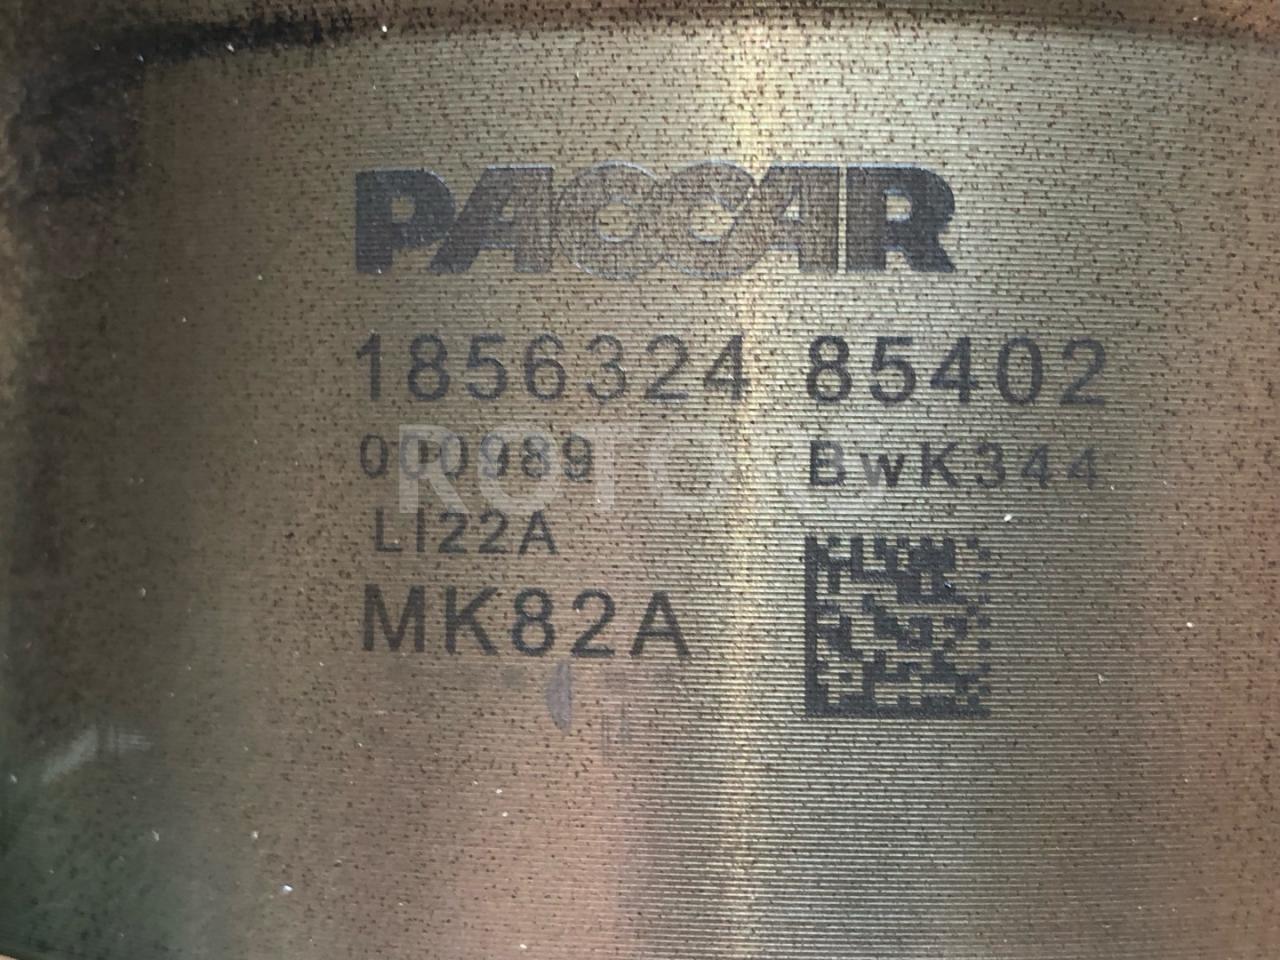 PACCAR
1856324 85402
000989 BwK344
LI22A
MK82A